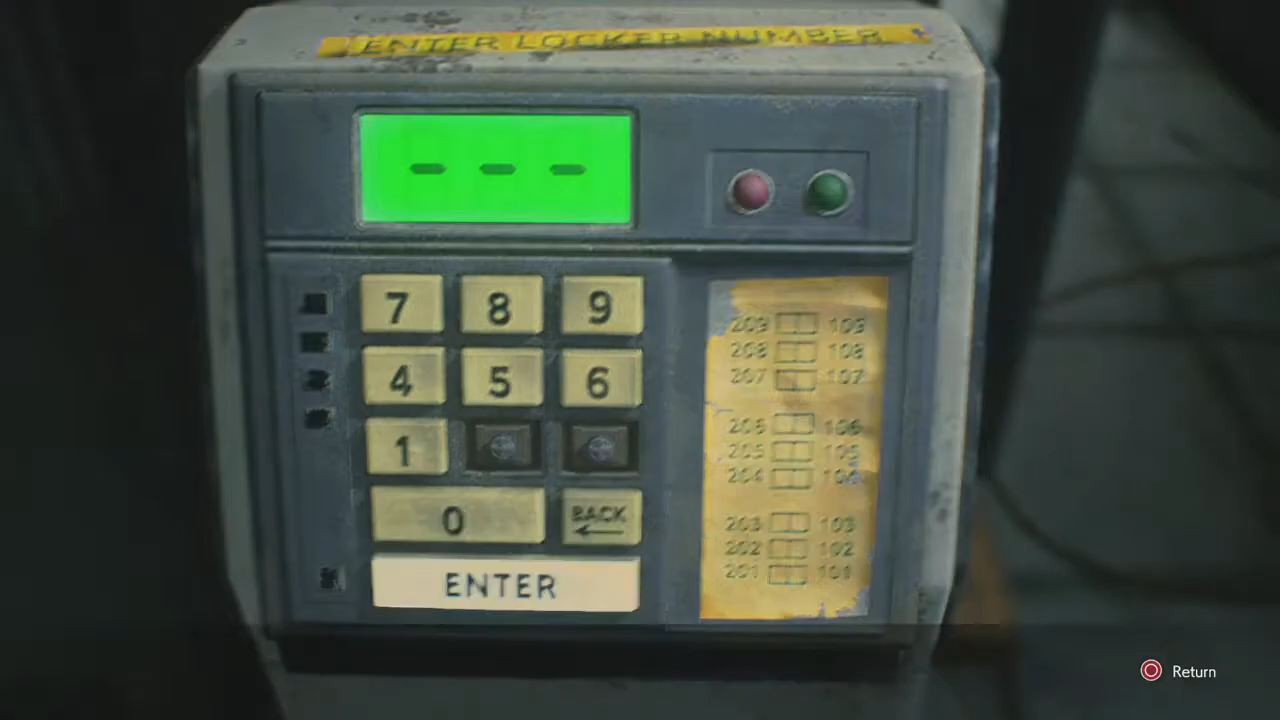 ENTER LOCKER NUMBER
- - -
7 8 9
4 5 6
1
0 BACK
ENTER
209 109
208 108
207 107
206 106
205 105
204
203 103
202 102
201 101
Return